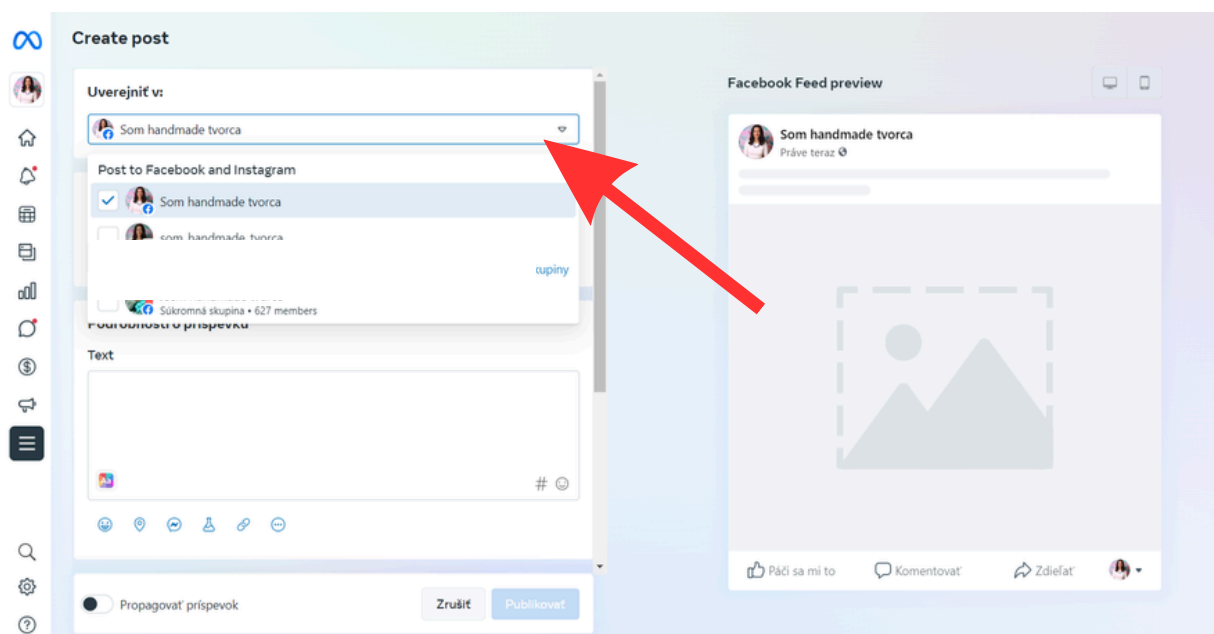 Create post
Uverejniť v:
Som handmade tvorca
Post to Facebook and Instagram
Som handmade tvorca
som_handmade_tvorca
kupiny
Súkromná skupina • 627 members
Podrobnosti o príspevku
Text
#
Propagovať príspevok
Zrušiť
Publikovať
Facebook Feed preview
Som handmade tvorca
Práve teraz
Páči sa mi to
Komentovať
Zdieľať